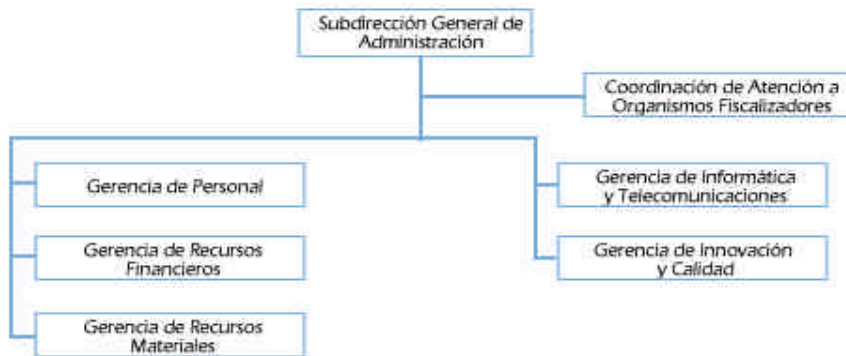 Subdirección General de
Administración
Coordinación de Atención a
Organismos Fiscalizadores
Gerencia de Personal
Gerencia de Recursos
Financieros
Gerencia de Recursos
Materiales
Gerencia de Informática
y Telecomunicaciones
Gerencia de Innovación
y Calidad